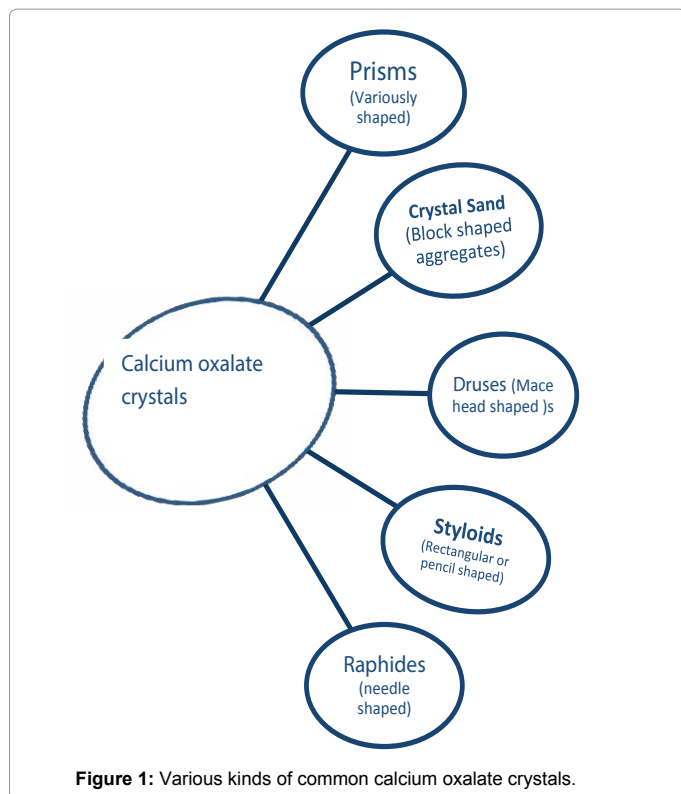 Prisms
(Variously
shaped)
Crystal Sand
(Block shaped
aggregates)
Calcium oxalate
crystals
Druses (Mace
head shaped )s
Styloids
(Rectangular or
pencil shaped)
Raphides
(needle
shaped)
Figure 1: Various kinds of common calcium oxalate crystals.